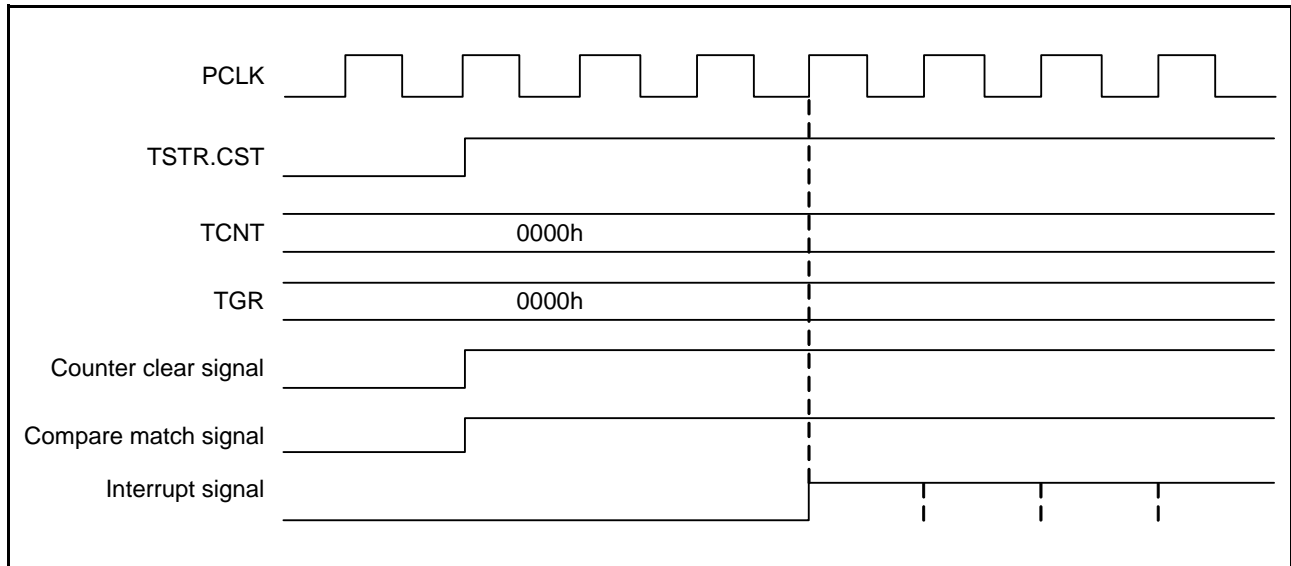 PCLK
TSTR.CST
TCNT 0000h
TGR 0000h
Counter clear signal
Compare match signal
Interrupt signal